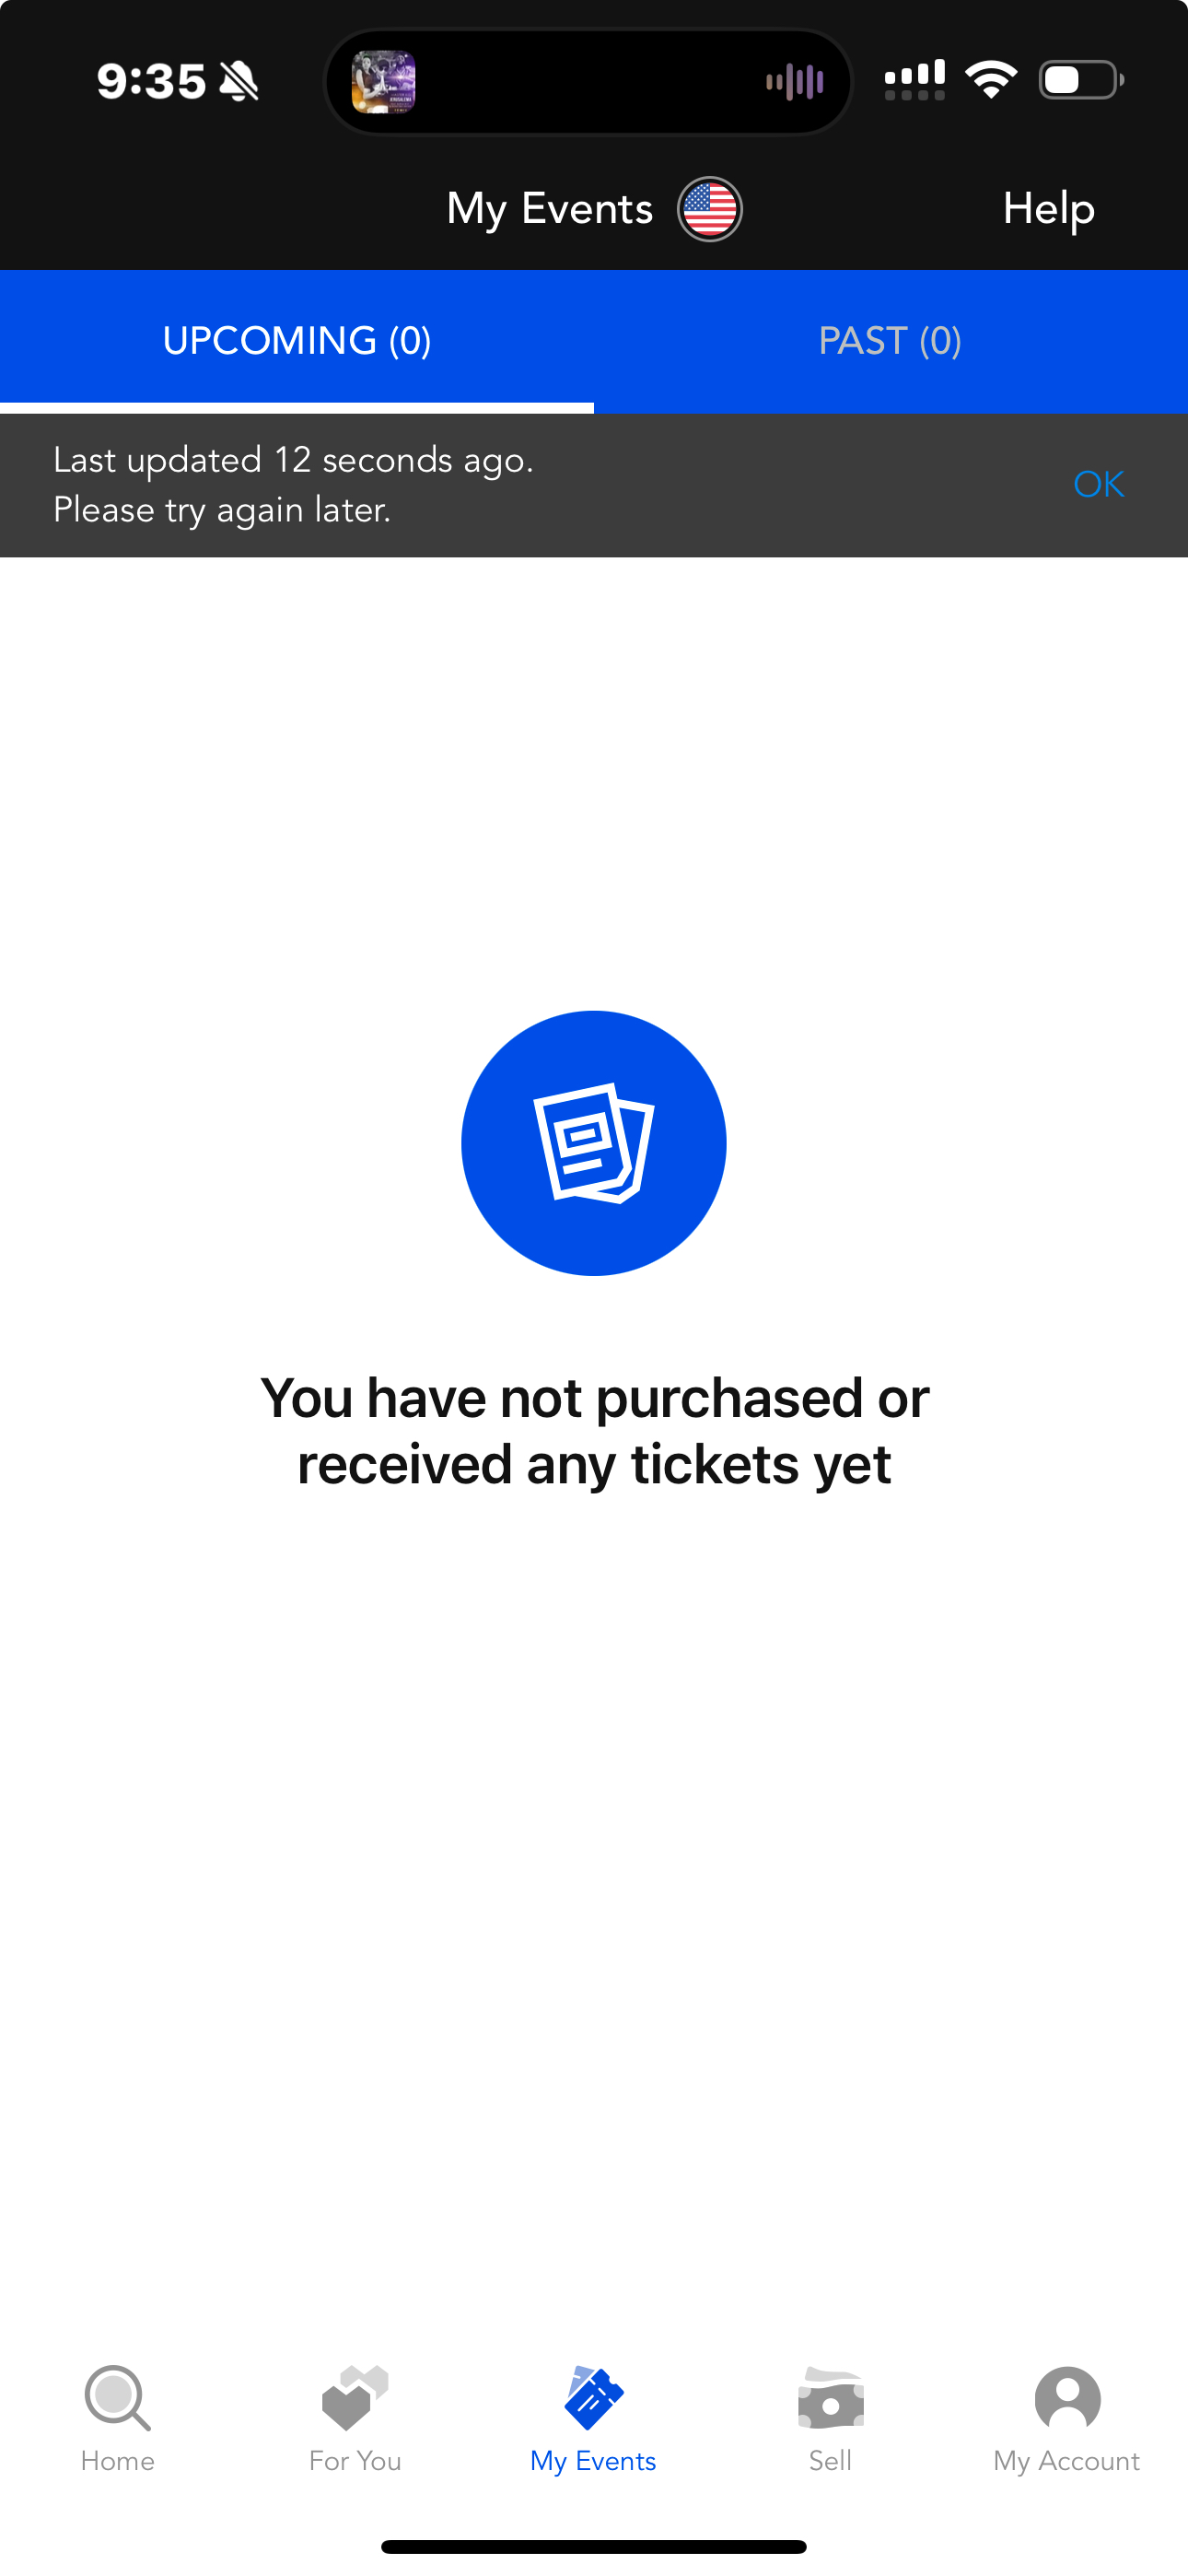 9:35
My Events
Help
UPCOMING (0)
PAST (0)
Last updated 12 seconds ago.
Please try again later.
OK
You have not purchased or
received any tickets yet
Home
For You
My Events
Sell
My Account